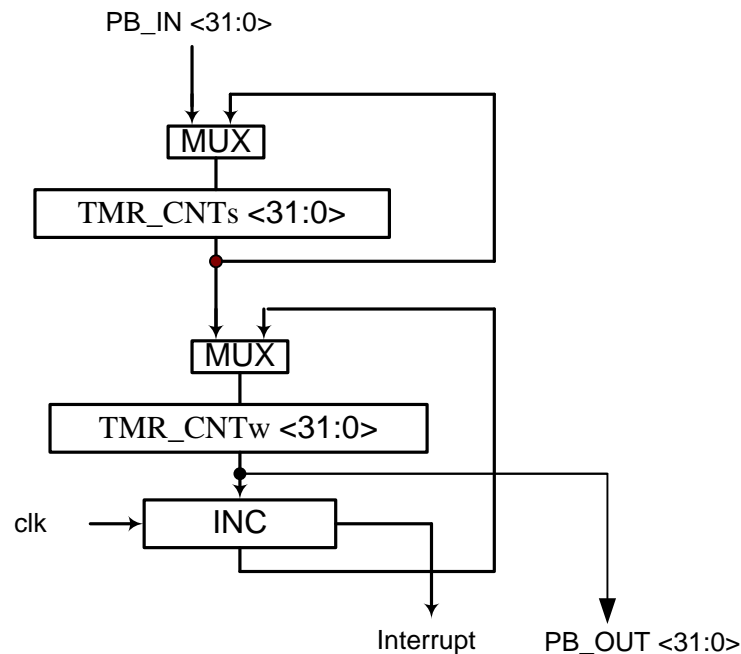 PB_IN <31:0>
MUX
TMR_CNTs <31:0>
MUX
TMR_CNTw <31:0>
clk
INC
Interrupt
PB_OUT <31:0>